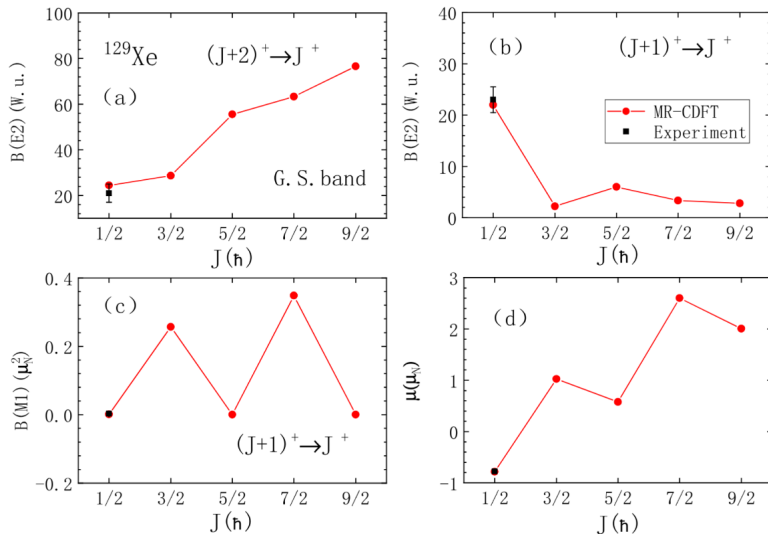 100
80
60
40
20
B(E2)(W.u.)
¹²⁹Xe
(J+2)⁺→J⁺
(a)
G.S.band
1/2 3/2 5/2 7/2 9/2
J(ħ)
40
30
20
10
0
B(E2)(W.u.)
(b)
(J+1)⁺→J⁺
MR-CDFT
Experiment
1/2 3/2 5/2 7/2 9/2
J(ħ)
0.4
0.2
0.0
-0.2
B(M1)(μ²N)
(c)
(J+1)⁺→J⁺
1/2 3/2 5/2 7/2 9/2
J(ħ)
3
2
1
0
-1
μ(μN)
(d)
1/2 3/2 5/2 7/2 9/2
J(ħ)